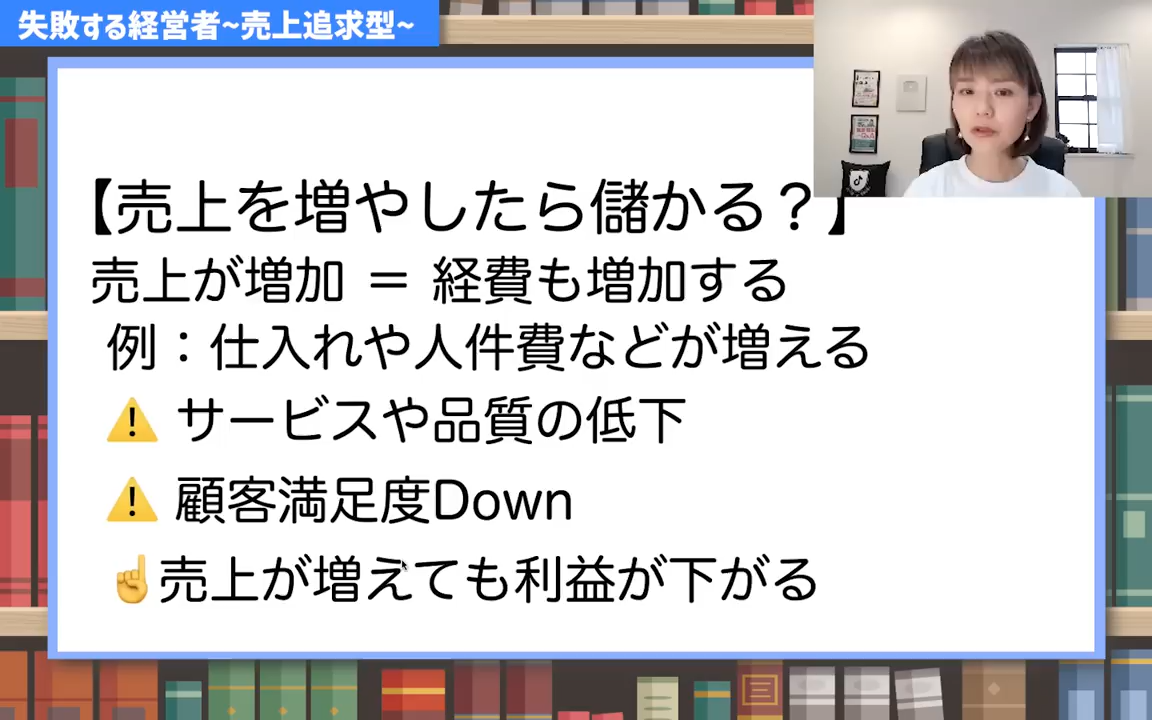 失敗する経営者~売上追求型~
【売上を増やしたら儲かる？】
売上が増加 ＝ 経費も増加する
例：仕入れや人件費などが増える
⚠️ サービスや品質の低下
⚠️ 顧客満足度Down
☝️売上が増えても利益が下がる